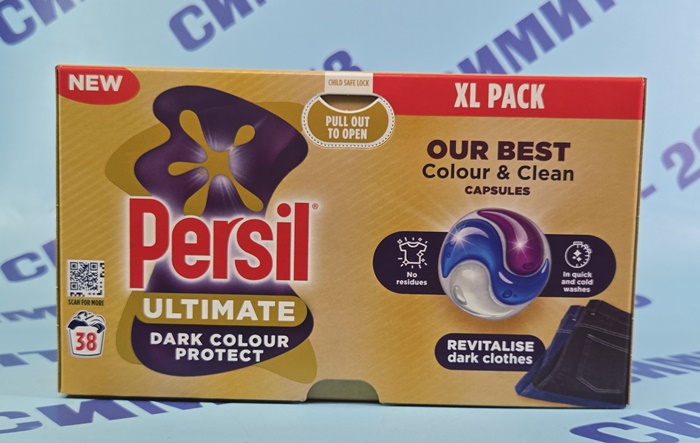 NEW
CHILD SAFE LOCK
PULL OUT
TO OPEN
XL PACK
OUR BEST
Colour & Clean
CAPSULES
Persil®
ULTIMATE
DARK COLOUR
PROTECT
No
residues
In quick
and cold
washes
SCAN FOR MORE
38
REVITALISE
dark clothes